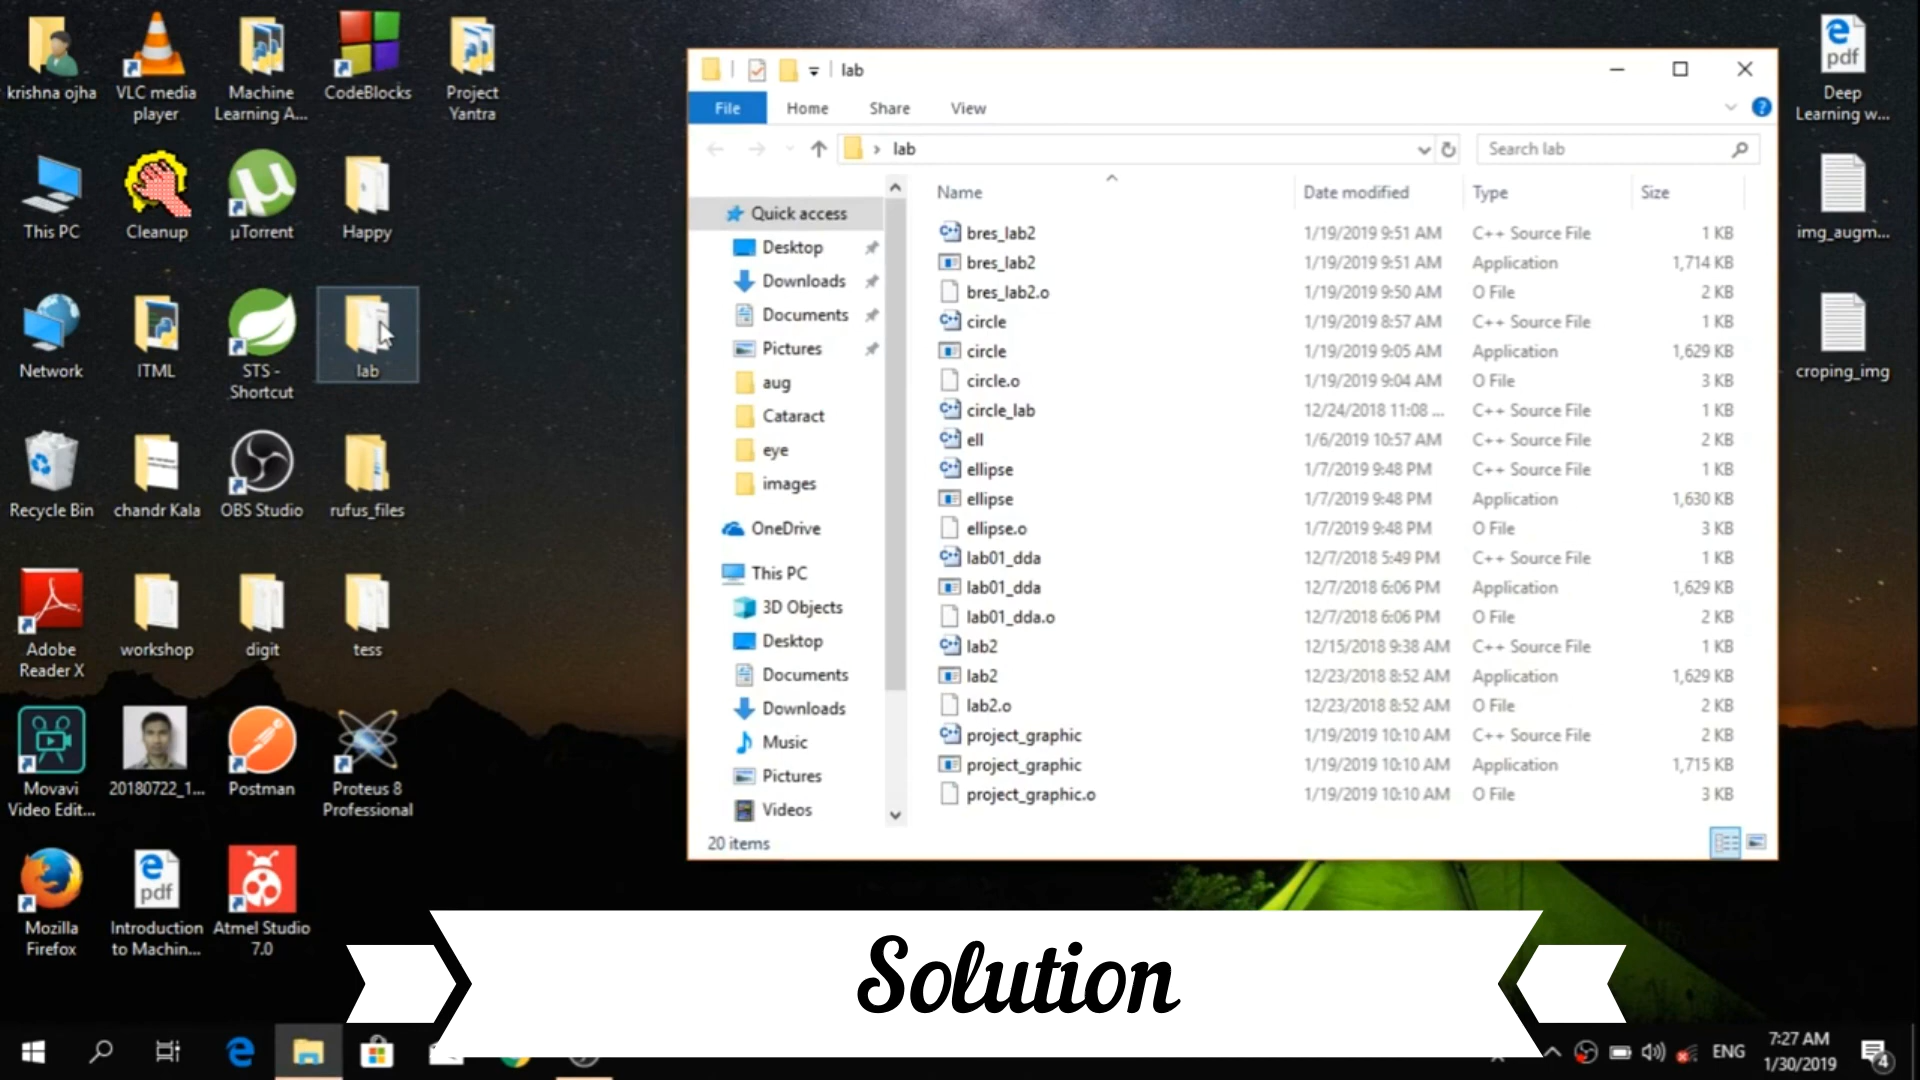 krishna ojha
VLC media
player
Machine
Learning A...
CodeBlocks
Project
Yantra
This PC
Cleanup
µTorrent
Happy
Network
ITML
STS -
Shortcut
lab
Recycle Bin
chandr Kala
OBS Studio
rufus_files
Adobe
Reader X
workshop
digit
tess
Movavi
Video Edit...
20180722_1...
Postman
Proteus 8
Professional
Mozilla
Firefox
pdf
Introduction
to Machin...
Atmel Studio
7.0
lab
File Home Share View
lab
Search lab
Quick access
Desktop
Downloads
Documents
Pictures
aug
Cataract
eye
images
OneDrive
This PC
3D Objects
Desktop
Documents
Downloads
Music
Pictures
Videos
Name Date modified Type Size
bres_lab2 1/19/2019 9:51 AM C++ Source File 1 KB
bres_lab2 1/19/2019 9:51 AM Application 1,714 KB
bres_lab2.o 1/19/2019 9:50 AM O File 2 KB
circle 1/19/2019 8:57 AM C++ Source File 1 KB
circle 1/19/2019 9:05 AM Application 1,629 KB
circle.o 1/19/2019 9:04 AM O File 3 KB
circle_lab 12/24/2018 11:08 ... C++ Source File 1 KB
ell 1/6/2019 10:57 AM C++ Source File 2 KB
ellipse 1/7/2019 9:48 PM C++ Source File 1 KB
ellipse 1/7/2019 9:48 PM Application 1,630 KB
ellipse.o 1/7/2019 9:48 PM O File 3 KB
lab01_dda 12/7/2018 5:49 PM C++ Source File 1 KB
lab01_dda 12/7/2018 6:06 PM Application 1,629 KB
lab01_dda.o 12/7/2018 6:06 PM O File 2 KB
lab2 12/15/2018 9:38 AM C++ Source File 1 KB
lab2 12/23/2018 8:52 AM Application 1,629 KB
lab2.o 12/23/2018 8:52 AM O File 2 KB
project_graphic 1/19/2019 10:10 AM C++ Source File 2 KB
project_graphic 1/19/2019 10:10 AM Application 1,715 KB
project_graphic.o 1/19/2019 10:10 AM O File 3 KB
20 items
pdf
Deep
Learning w...
img_augm...
croping_img
Solution
ENG
7:27 AM
1/30/2019
4